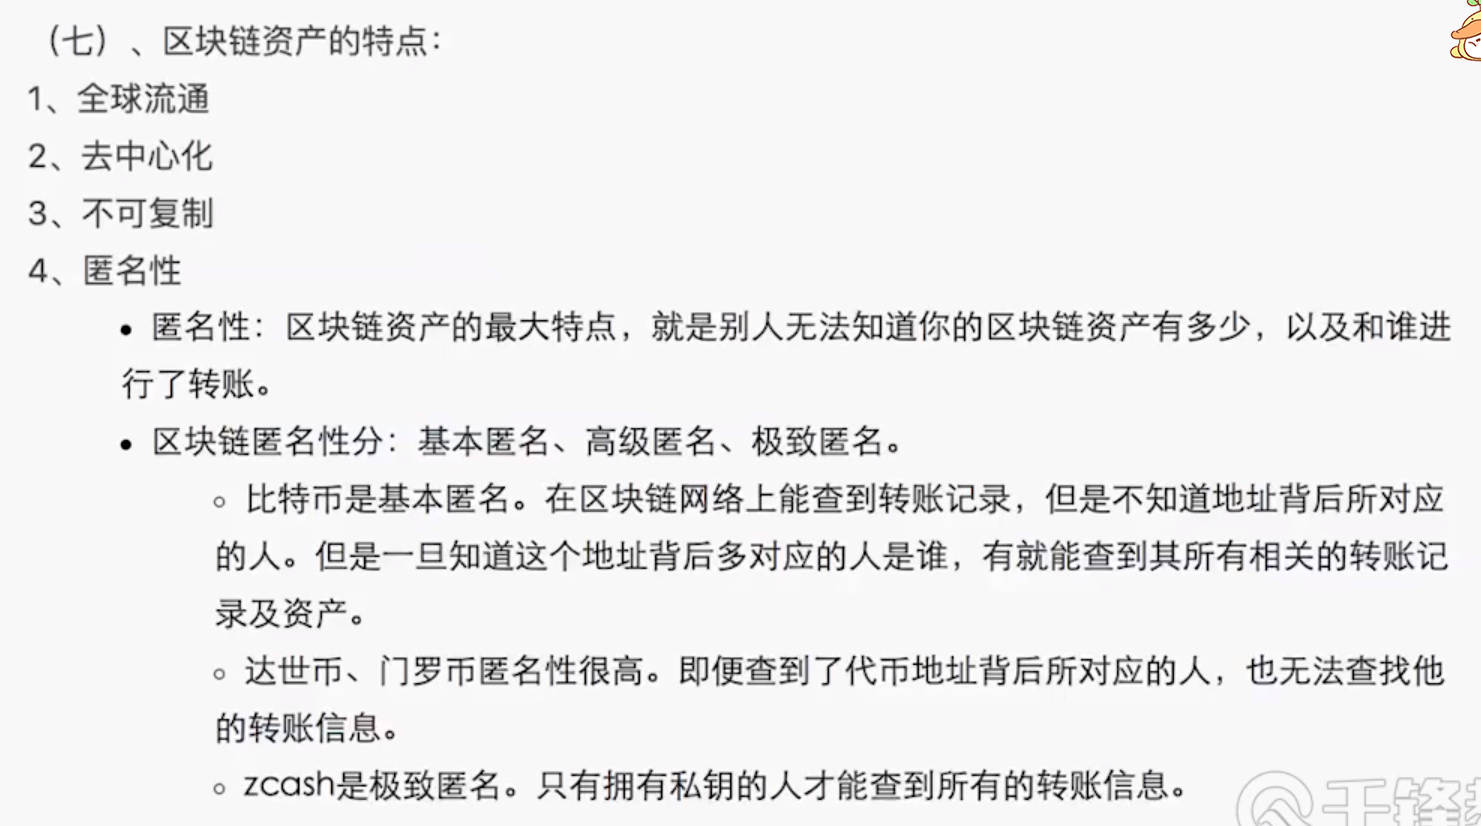 （七）、区块链资产的特点：
1、全球流通
2、去中心化
3、不可复制
4、匿名性
• 匿名性：区块链资产的最大特点，就是别人无法知道你的区块链资产有多少，以及和谁进
行了转账。
• 区块链匿名性分：基本匿名、高级匿名、极致匿名。
○ 比特币是基本匿名。在区块链网络上能查到转账记录，但是不知道地址背后所对应
的人。但是一旦知道这个地址背后多对应的人是谁，有就能查到其所有相关的转账记
录及资产。
○ 达世币、门罗币匿名性很高。即便查到了代币地址背后所对应的人，也无法查找他
的转账信息。
○ zcash是极致匿名。只有拥有私钥的人才能查到所有的转账信息。
千锋